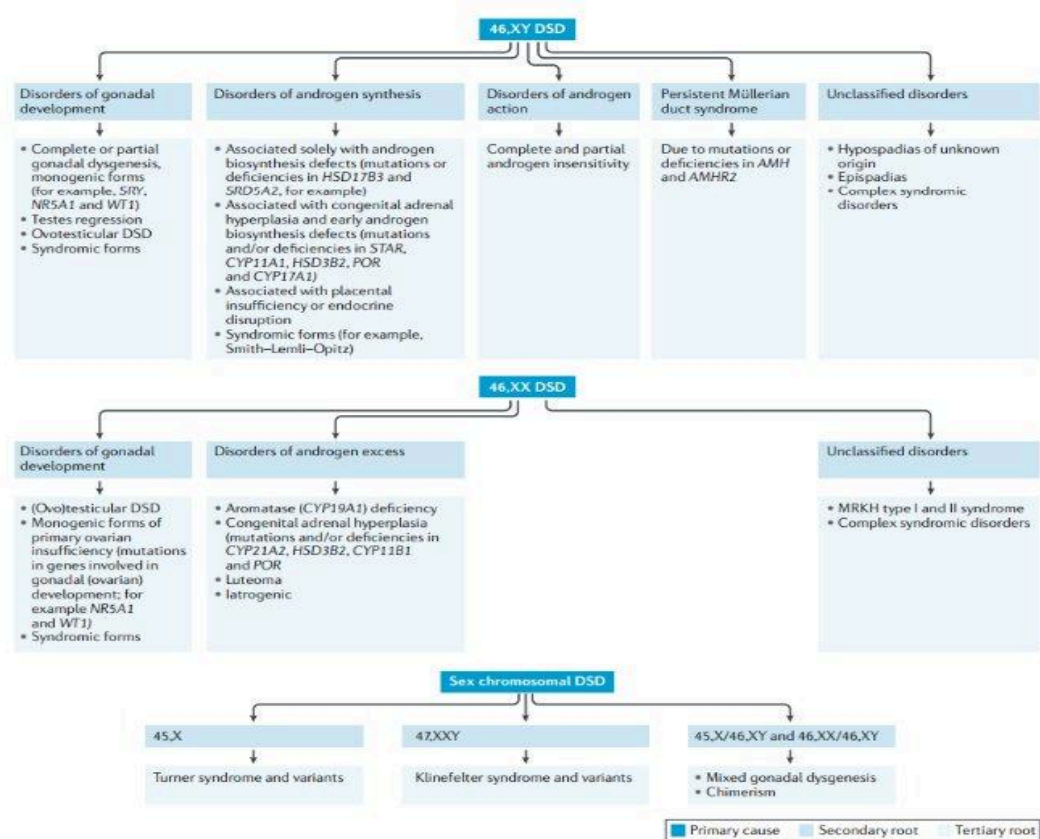 46,XY DSD
Disorders of gonadal
development
• Complete or partial
gonadal dysgenesis,
monogenic forms
(for example, SRY,
NR5A1 and WT1)
• Testes regression
• Ovotesticular DSD
• Syndromic forms
Disorders of androgen synthesis
• Associated solely with androgen
biosynthesis defects (mutations or
deficiencies in HSD17B3 and
SRD5A2, for example)
• Associated with congenital adrenal
hyperplasia and early androgen
biosynthesis defects (mutations
and/or deficiencies in STAR,
CYP11A1, HSD3B2, POR
and CYP17A1)
• Associated with placental
insufficiency or endocrine
disruption
• Syndromic forms (for example,
Smith–Lemli–Opitz)
Disorders of androgen
action
Complete and partial
androgen insensitivity
Persistent Müllerian
duct syndrome
Due to mutations or
deficiencies in AMH
and AMHR2
Unclassified disorders
• Hypospadias of unknown
origin
• Epispadias
• Complex syndromic
disorders
46,XX DSD
Disorders of gonadal
development
• (Ovo)testicular DSD
• Monogenic forms of
primary ovarian
insufficiency (mutations
in genes involved in
gonadal (ovarian)
development; for
example NR5A1
and WT1)
• Syndromic forms
Disorders of androgen excess
• Aromatase (CYP19A1) deficiency
• Congenital adrenal hyperplasia
(mutations and/or deficiencies in
CYP21A2, HSD3B2, CYP11B1
and POR
• Luteoma
• Iatrogenic
Unclassified disorders
• MRKH type I and II syndrome
• Complex syndromic disorders
Sex chromosomal DSD
45,X
Turner syndrome and variants
47,XXY
Klinefelter syndrome and variants
45,X/46,XY and 46,XX/46,XY
• Mixed gonadal dysgenesis
• Chimerism
Primary cause
Secondary root
Tertiary root